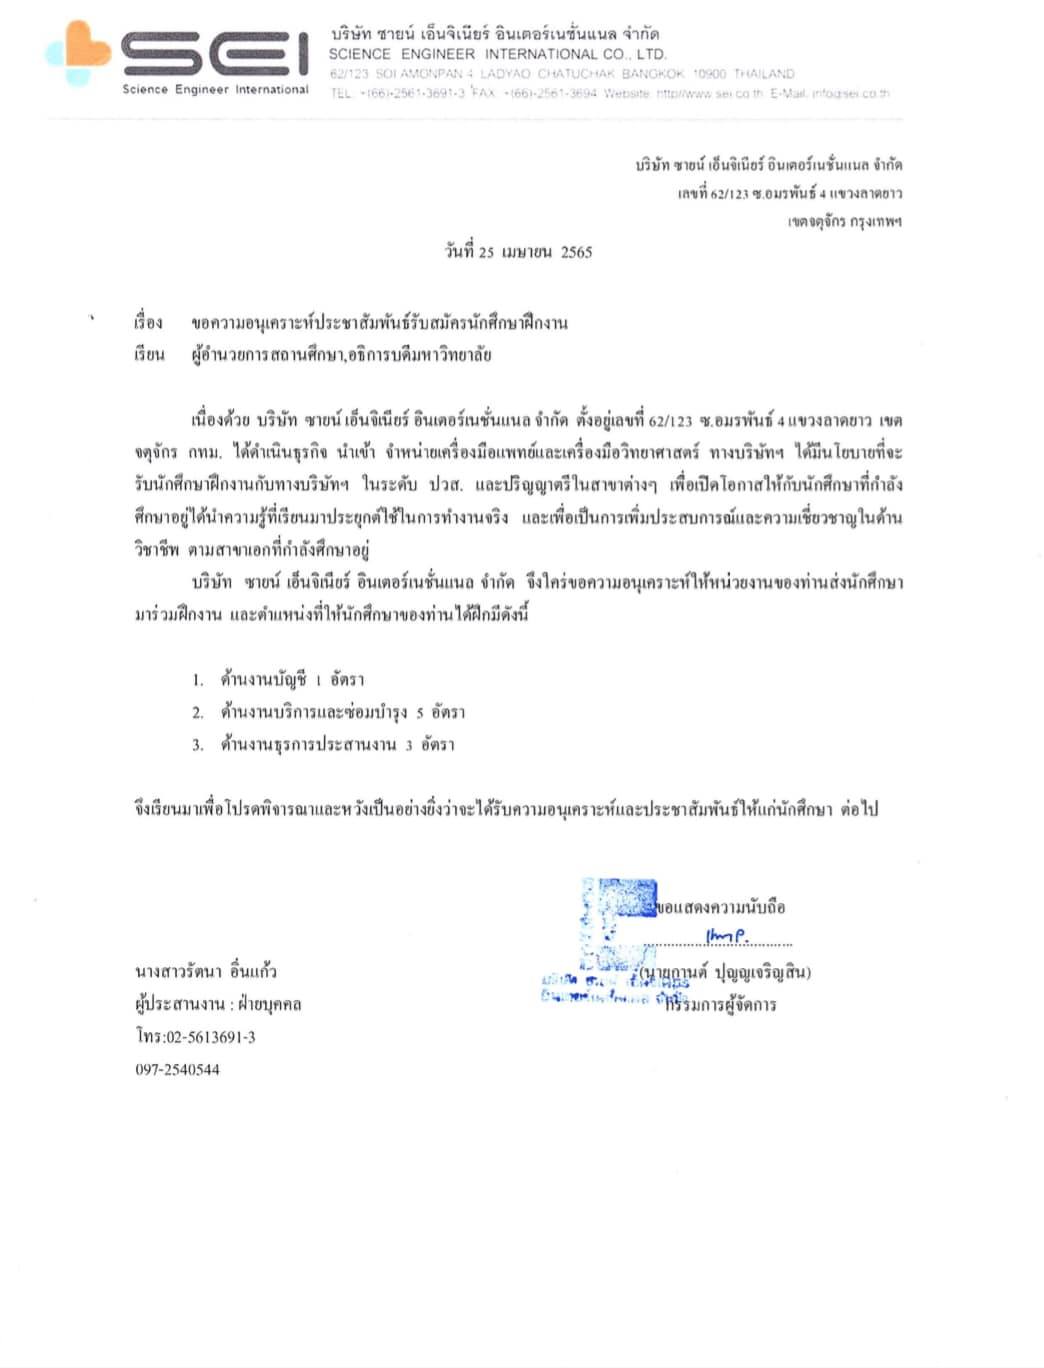 SEI
Science Engineer International
บริษัท ซายน์ เอ็นจิเนียร์ อินเตอร์เนชั่นแนล จำกัด
SCIENCE ENGINEER INTERNATIONAL CO., LTD.
62/123 SOI AMONPAN 4 LADYAO CHATUCHAK BANGKOK 10900 THAILAND
TEL. +(66)-2561-3691-3 FAX. +(66)-2561-3694 Website: http//www.sei.co.th E-Mail. info@sei.co.th
บริษัท ซายน์ เอ็นจิเนียร์ อินเตอร์เนชั่นแนล จำกัด
เลขที่ 62/123 ซ.อมรพันธ์ 4 แขวงลาดยาว
เขตจตุจักร กรุงเทพฯ
วันที่ 25 เมษายน 2565
เรื่อง ขอความอนุเคราะห์ประชาสัมพันธ์รับสมัครนักศึกษาฝึกงาน
เรียน ผู้อำนวยการสถานศึกษา,อธิการบดีมหาวิทยาลัย
เนื่องด้วย บริษัท ซายน์ เอ็นจิเนียร์ อินเตอร์เนชั่นแนล จำกัด ตั้งอยู่เลขที่ 62/123 ซ.อมรพันธ์ 4 แขวงลาดยาว เขต
จตุจักร กทม. ได้ดำเนินธุรกิจ นำเข้า จำหน่ายเครื่องมือแพทย์และเครื่องมือวิทยาศาสตร์ ทางบริษัทฯ ได้มีนโยบายที่จะ
รับนักศึกษาฝึกงานกับทางบริษัทฯ ในระดับ ปวส. และปริญญาตรีในสาขาต่างๆ เพื่อเปิดโอกาสให้กับนักศึกษาที่กำลัง
ศึกษาอยู่ได้นำความรู้ที่เรียนมาประยุกต์ใช้ในการทำงานจริง และเพื่อเป็นการเพิ่มประสบการณ์และความเชี่ยวชาญในด้าน
วิชาชีพ ตามสาขาเอกที่กำลังศึกษาอยู่
บริษัท ซายน์ เอ็นจิเนียร์ อินเตอร์เนชั่นแนล จำกัด จึงใคร่ขอความอนุเคราะห์ให้หน่วยงานของท่านส่งนักศึกษา
มาร่วมฝึกงาน และตำแหน่งที่ให้นักศึกษาของท่านได้ฝึกมีดังนี้
1. ด้านงานบัญชี 1 อัตรา
2. ด้านงานบริการและซ่อมบำรุง 5 อัตรา
3. ด้านงานธุรการประสานงาน 3 อัตรา
จึงเรียนมาเพื่อโปรดพิจารณาและหวังเป็นอย่างยิ่งว่าจะได้รับความอนุเคราะห์และประชาสัมพันธ์ให้แก่นักศึกษา ต่อไป
ขอแสดงความนับถือ
(นายกานต์ ปุญญเจริญสิน)
กรรมการผู้จัดการ
นางสาวรัตนา อิ่นแก้ว
ผู้ประสานงาน : ฝ่ายบุคคล
โทร:02-5613691-3
097-2540544